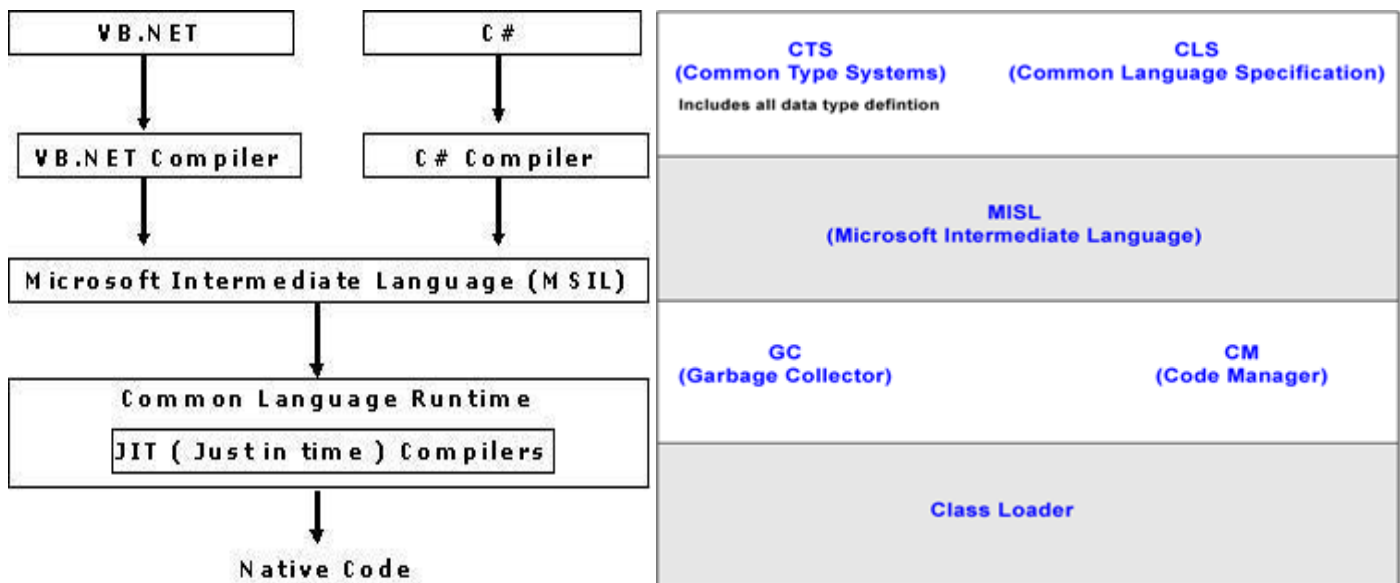 VB.NET
C#
VB.NET Compiler
C# Compiler
Microsoft Intermediate Language (MSIL)
Common Language Runtime
JIT ( Just in time ) Compilers
Native Code
CTS
(Common Type Systems)
Includes all data type defintion
CLS
(Common Language Specification)
MISL
(Microsoft Intermediate Language)
GC
(Garbage Collector)
CM
(Code Manager)
Class Loader